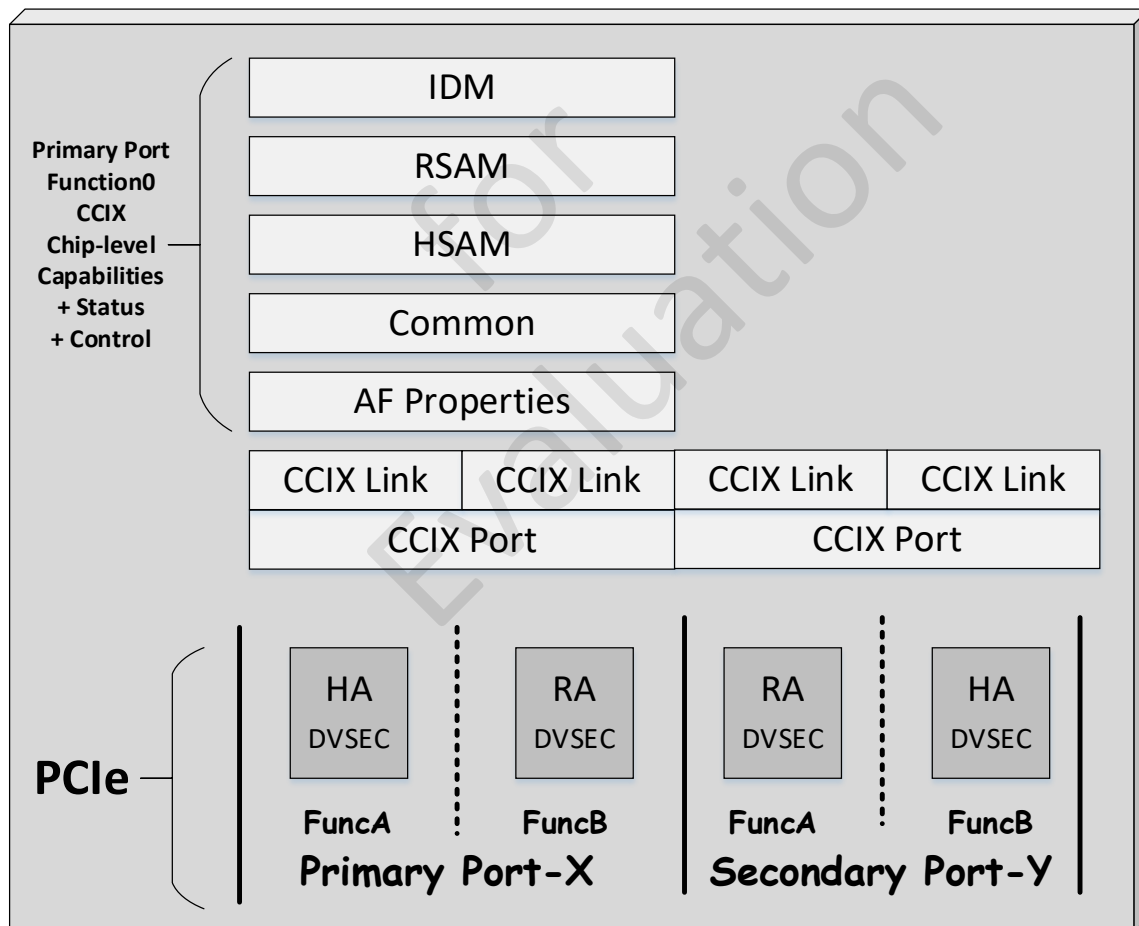 IDM
RSAM
HSAM
Common
AF Properties
Primary Port
Function0
CCIX
Chip-level
Capabilities
+ Status
+ Control
CCIX Link CCIX Link CCIX Link CCIX Link
CCIX Port CCIX Port
PCIe
HA RA RA HA
DVSEC DVSEC DVSEC DVSEC
FuncA FuncB FuncA FuncB
Primary Port-X Secondary Port-Y
for
Evaluation